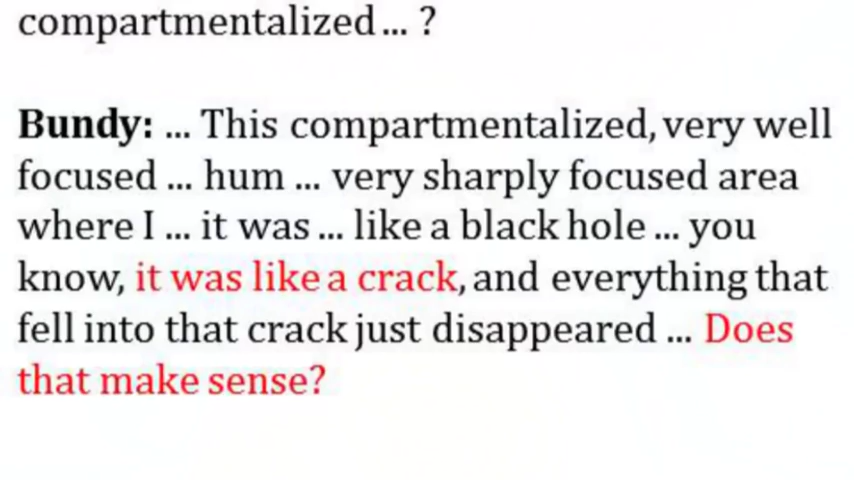 compartmentalized ... ?
Bundy: ... This compartmentalized, very well
focused ... hum ... very sharply focused area
where I ... it was ... like a black hole ... you
know, it was like a crack, and everything that
fell into that crack just disappeared ... Does
that make sense?